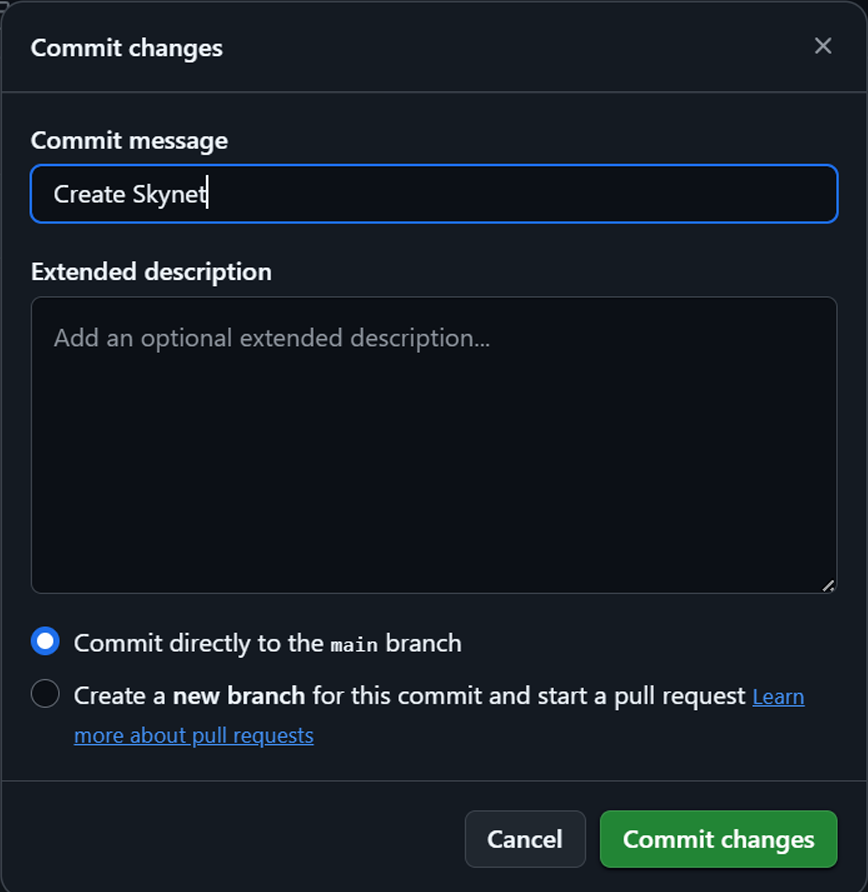 Commit changes
Commit message
Create Skynet
Extended description
Add an optional extended description...
Commit directly to the main branch
Create a new branch for this commit and start a pull request Learn
more about pull requests
Cancel
Commit changes